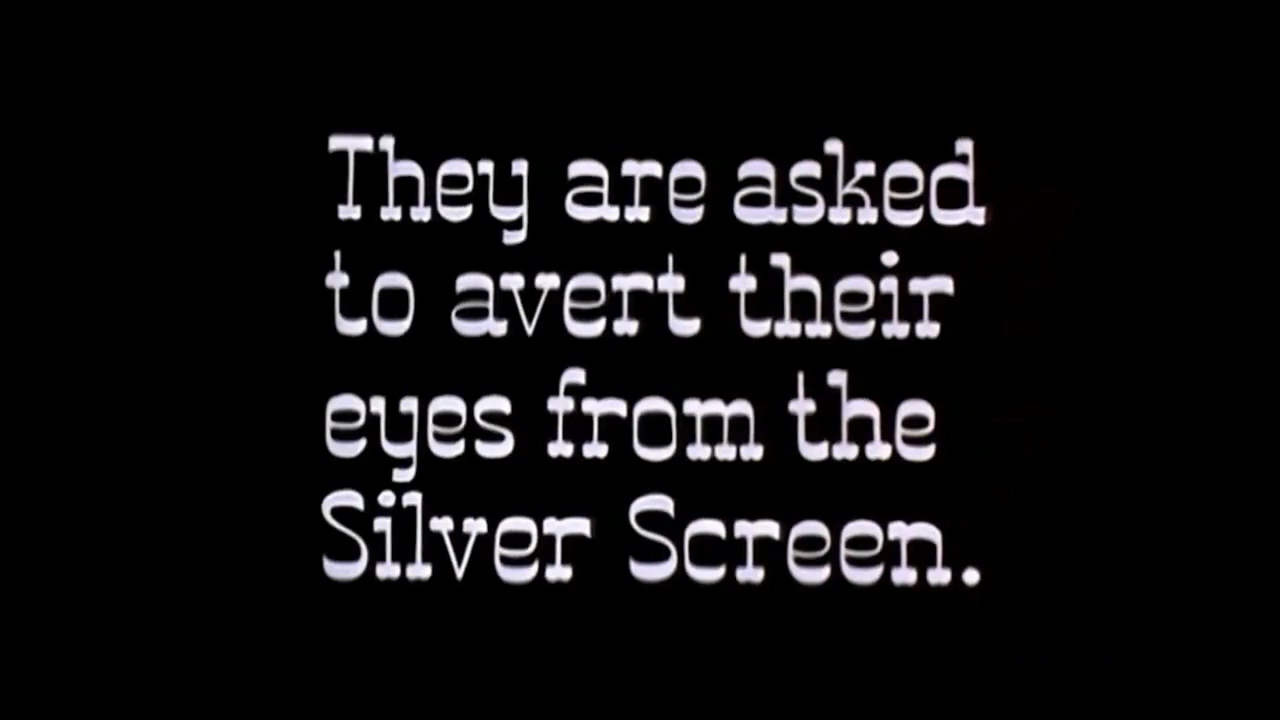 They are asked
to avert their
eyes from the
Silver Screen.